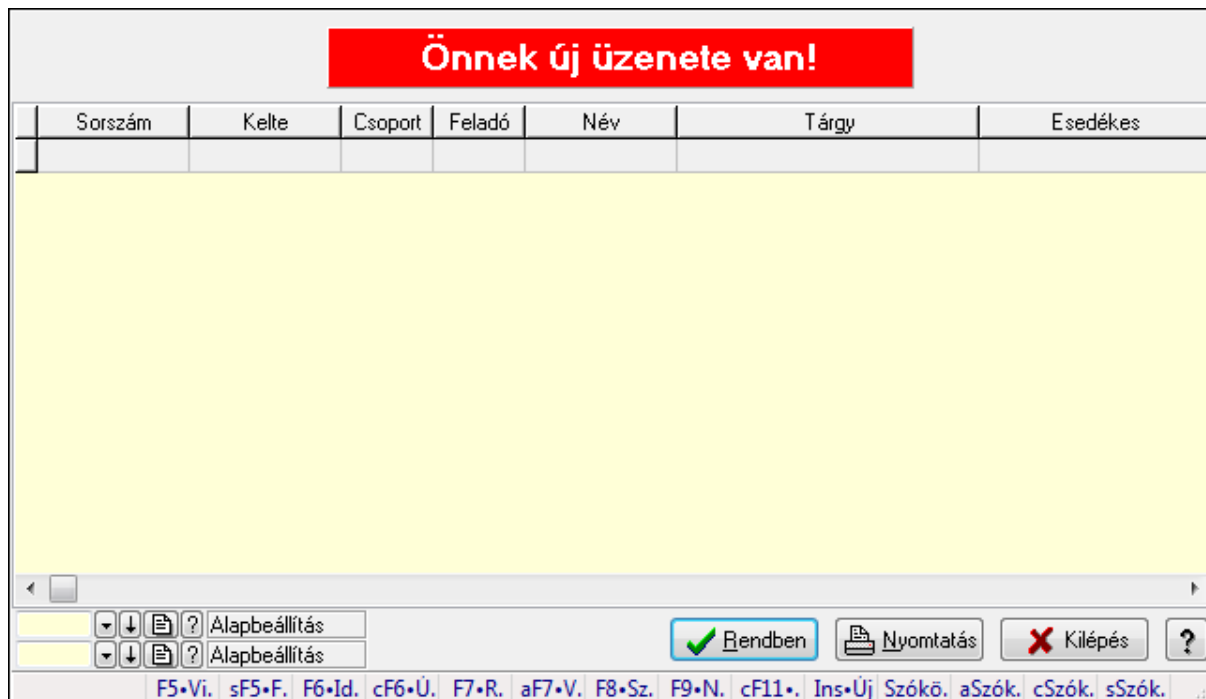 Önnek új üzenete van!
Sorszám Kelte Csoport Feladó Név Tárgy Esedékes
? Alapbeállítás
? Alapbeállítás
Rendben Nyomtatás Kilépés ?
F5•Vi. sF5•F. F6•Id. cF6•Ú. F7•R. aF7•V. F8•Sz. F9•N. cF11•. Ins•Új Szókö. aSzók. cSzók. sSzók.